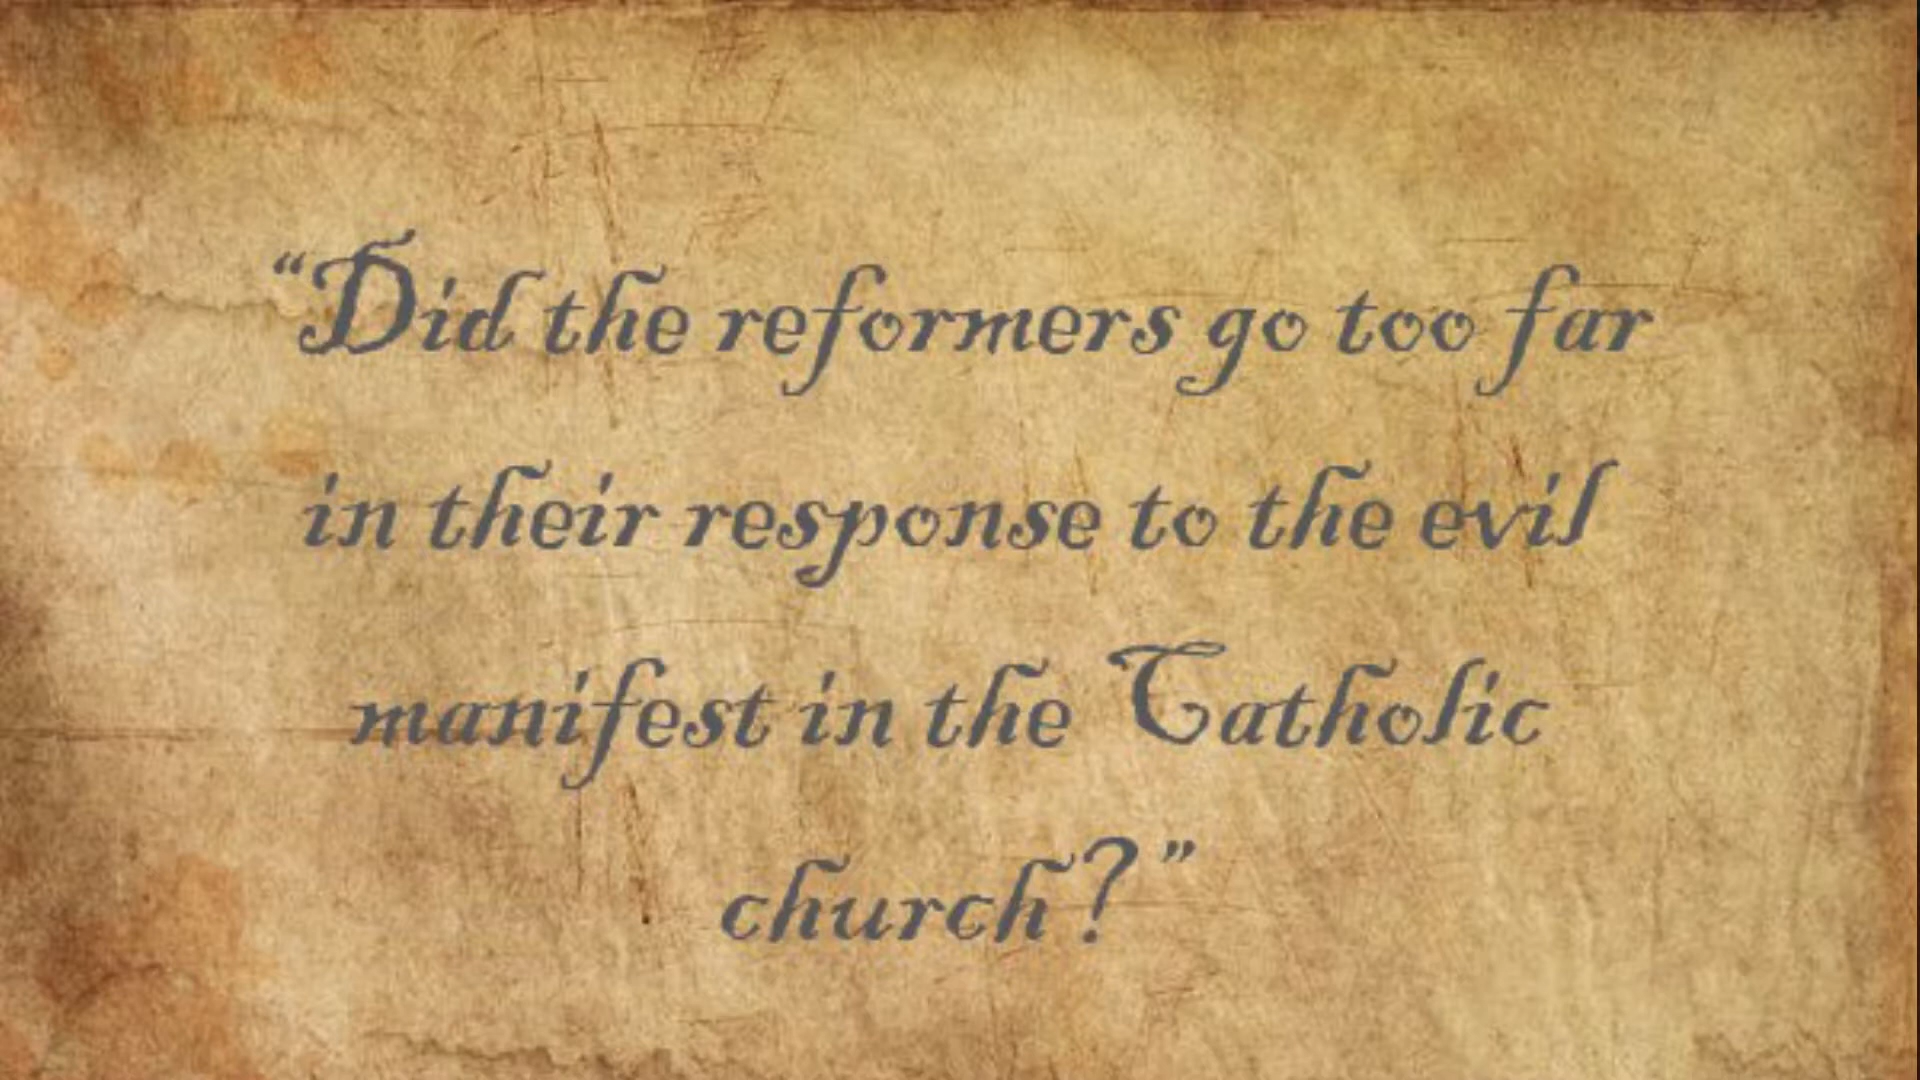 “Did the reformers go too far
in their response to the evil
manifest in the Catholic
church?”